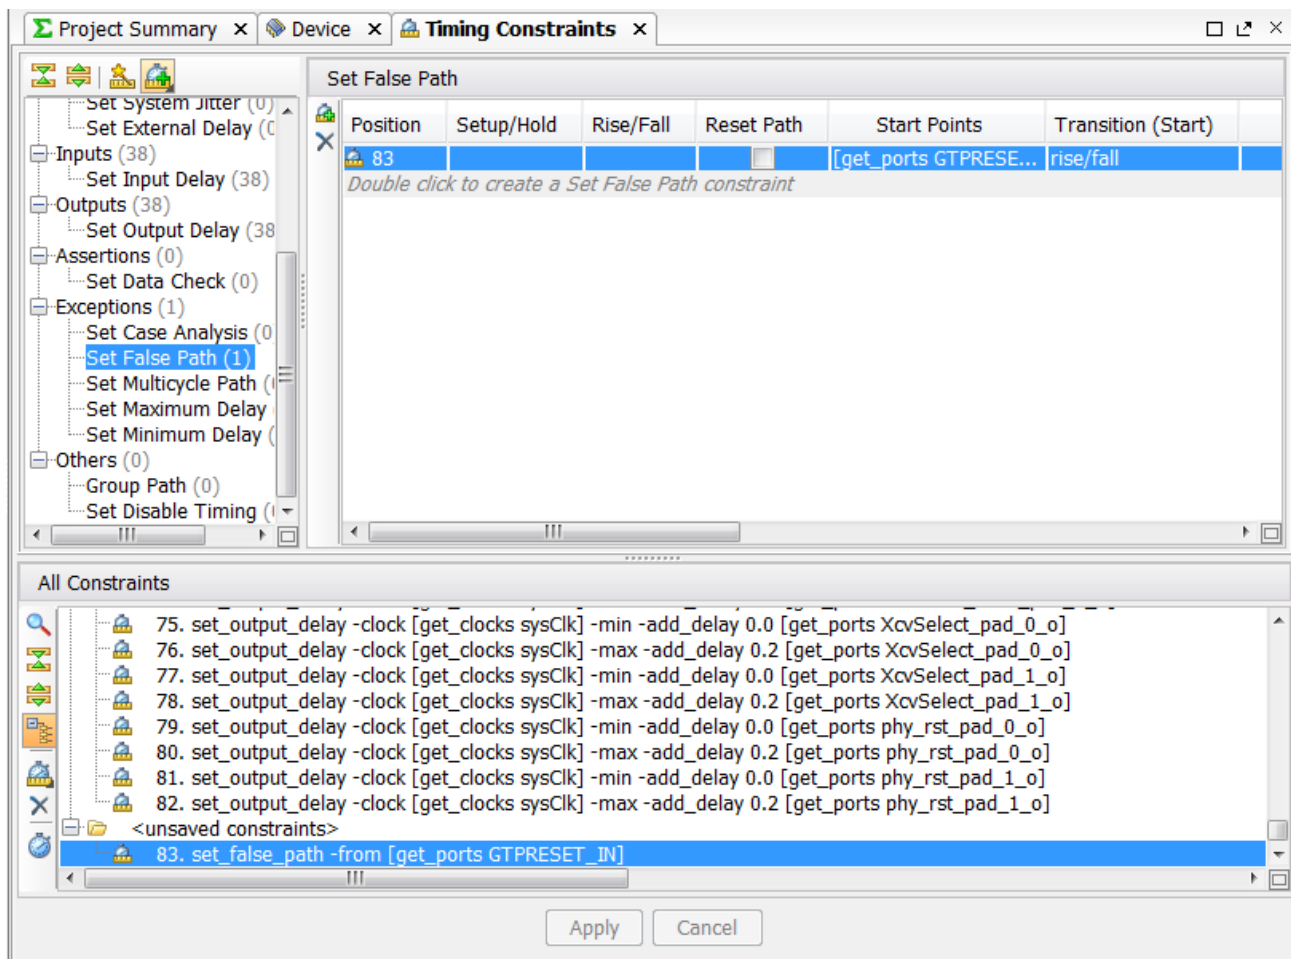 Project Summary
Device
Timing Constraints
Set False Path
Set System Jitter (0)
Set External Delay (0
Inputs (38)
Set Input Delay (38)
Outputs (38)
Set Output Delay (38
Assertions (0)
Set Data Check (0)
Exceptions (1)
Set Case Analysis (0
Set False Path (1)
Set Multicycle Path (
Set Maximum Delay
Set Minimum Delay (
Others (0)
Group Path (0)
Set Disable Timing (
Position Setup/Hold Rise/Fall Reset Path Start Points Transition (Start)
83 [get_ports GTPRESE... rise/fall
Double click to create a Set False Path constraint
All Constraints
75. set_output_delay -clock [get_clocks sysClk] -min -add_delay 0.0 [get_ports XcvSelect_pad_0_o]
76. set_output_delay -clock [get_clocks sysClk] -max -add_delay 0.2 [get_ports XcvSelect_pad_0_o]
77. set_output_delay -clock [get_clocks sysClk] -min -add_delay 0.0 [get_ports XcvSelect_pad_1_o]
78. set_output_delay -clock [get_clocks sysClk] -max -add_delay 0.2 [get_ports XcvSelect_pad_1_o]
79. set_output_delay -clock [get_clocks sysClk] -min -add_delay 0.0 [get_ports phy_rst_pad_0_o]
80. set_output_delay -clock [get_clocks sysClk] -max -add_delay 0.2 [get_ports phy_rst_pad_0_o]
81. set_output_delay -clock [get_clocks sysClk] -min -add_delay 0.0 [get_ports phy_rst_pad_1_o]
82. set_output_delay -clock [get_clocks sysClk] -max -add_delay 0.2 [get_ports phy_rst_pad_1_o]
<unsaved constraints>
83. set_false_path -from [get_ports GTPRESET_IN]
Apply Cancel